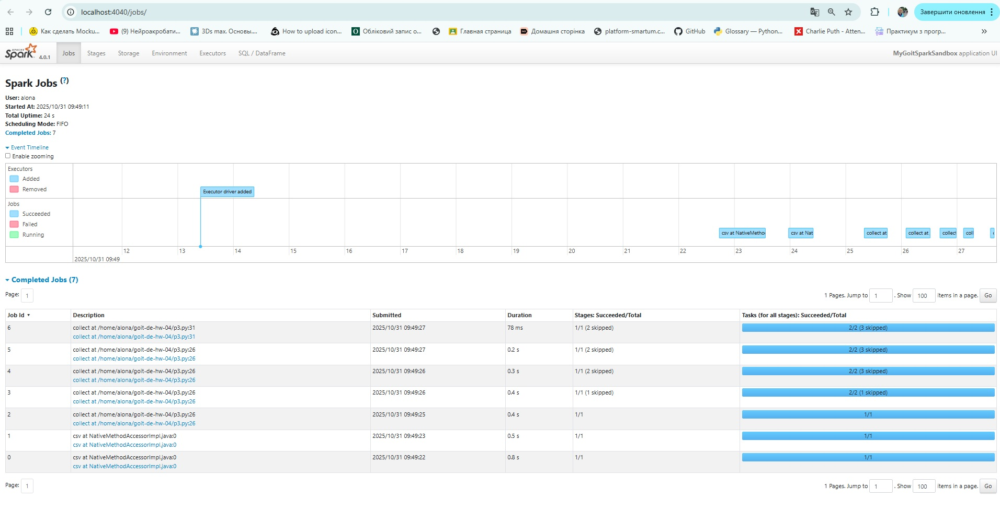 localhost:4040/jobs/
Завершити оновлення
Как сделать Mocku...
(9) Нейроакробати...
3Ds max. Основы....
How to upload icon...
Обліковий запис о...
Главная страница
Домашня сторінка
platform-smartum.c...
GitHub
Glossary — Python...
Charlie Puth - Atten...
Практикум з прогр...
APACHE Spark 4.0.1
Jobs
Stages
Storage
Environment
Executors
SQL / DataFrame
MyGoitSparkSandbox application UI
Spark Jobs (?)
User: alona
Started At: 2025/10/31 09:49:11
Total Uptime: 24 s
Scheduling Mode: FIFO
Completed Jobs: 7
Event Timeline
Enable zooming
Executors
Added
Removed
Executor driver added
Jobs
Succeeded
Failed
Running
csv at NativeMetho
csv at Nat
collect at
collect at
collect
coll
12 13 14 15 16 17 18 19 20 21 22 23 24 25 26 27
2025/10/31 09:49
Completed Jobs (7)
Page: 1
1 Pages. Jump to 1 . Show 100 items in a page. Go
Job Id ▾ Description Submitted Duration Stages: Succeeded/Total Tasks (for all stages): Succeeded/Total
6 collect at /home/alona/goit-de-hw-04/p3.py:31 2025/10/31 09:49:27 78 ms 1/1 (2 skipped) 2/2 (3 skipped)
collect at /home/alona/goit-de-hw-04/p3.py:31
5 collect at /home/alona/goit-de-hw-04/p3.py:26 2025/10/31 09:49:27 0.2 s 1/1 (2 skipped) 2/2 (3 skipped)
collect at /home/alona/goit-de-hw-04/p3.py:26
4 collect at /home/alona/goit-de-hw-04/p3.py:26 2025/10/31 09:49:26 0.3 s 1/1 (2 skipped) 2/2 (3 skipped)
collect at /home/alona/goit-de-hw-04/p3.py:26
3 collect at /home/alona/goit-de-hw-04/p3.py:26 2025/10/31 09:49:26 0.4 s 1/1 (1 skipped) 2/2 (1 skipped)
collect at /home/alona/goit-de-hw-04/p3.py:26
2 collect at /home/alona/goit-de-hw-04/p3.py:26 2025/10/31 09:49:25 0.4 s 1/1 1/1
collect at /home/alona/goit-de-hw-04/p3.py:26
1 csv at NativeMethodAccessorImpl.java:0 2025/10/31 09:49:23 0.5 s 1/1 1/1
csv at NativeMethodAccessorImpl.java:0
0 csv at NativeMethodAccessorImpl.java:0 2025/10/31 09:49:22 0.8 s 1/1 1/1
csv at NativeMethodAccessorImpl.java:0
Page: 1
1 Pages. Jump to 1 . Show 100 items in a page. Go